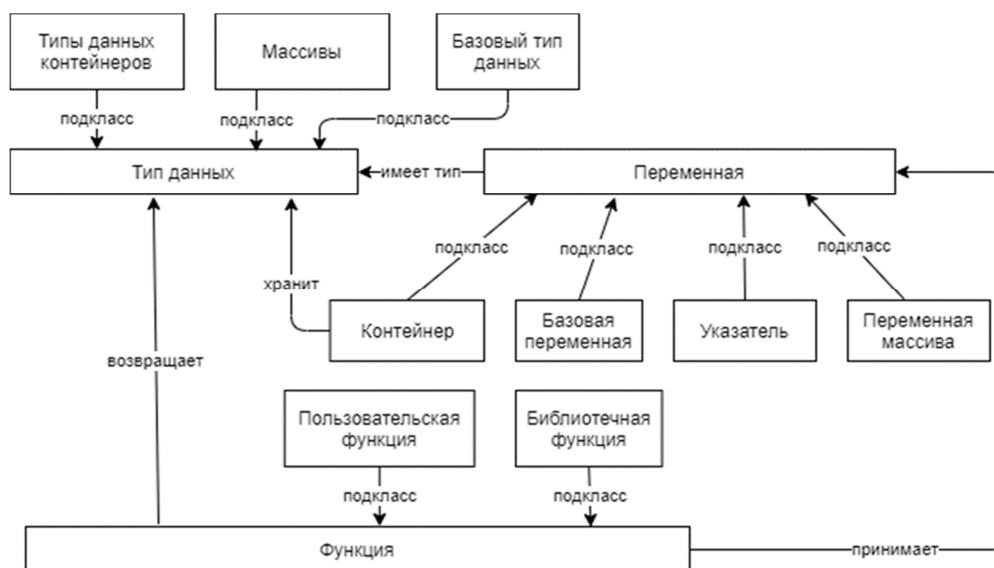 Типы данных
контейнеров
Массивы
Базовый тип
данных
подкласс
подкласс
подкласс
Тип данных
имеет тип
Переменная
подкласс
подкласс
подкласс
подкласс
хранит
Контейнер
Базовая
переменная
Указатель
Переменная
массива
возвращает
Пользовательская
функция
Библиотечная
функция
подкласс
подкласс
Функция
принимает